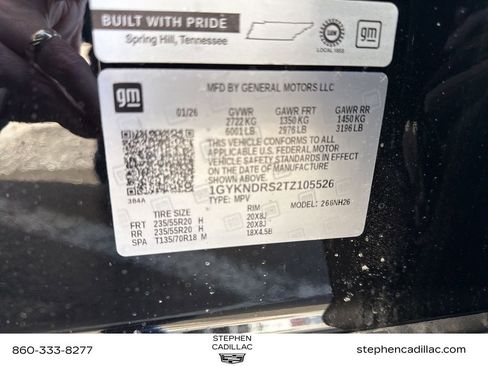 BUILT WITH PRIDE
Spring Hill, Tennessee
UAW
LOCAL 1853
gm
gm
MFD BY GENERAL MOTORS LLC
01/26 GVWR GAWR FRT GAWR RR
2722 KG 1350 KG 1450 KG
6001 LB 2976 LB 3196 LB
THIS VEHICLE CONFORMS TO ALL
APPLICABLE U.S. FEDERAL MOTOR
VEHICLE SAFETY STANDARDS IN EFFECT
ON THE DATE OF MANUFACTURE SHOWN ABOVE.
1GYKNDRS2TZ105526
3B4A TYPE: MPV MODEL: 266NH26
TIRE SIZE RIM
FRT 235/55R20 H 20X8J
RR 235/55R20 H 20X8J
SPA T135/70R18 M 18X4.5B
860-333-8277
STEPHEN
CADILLAC
stephencadillac.com